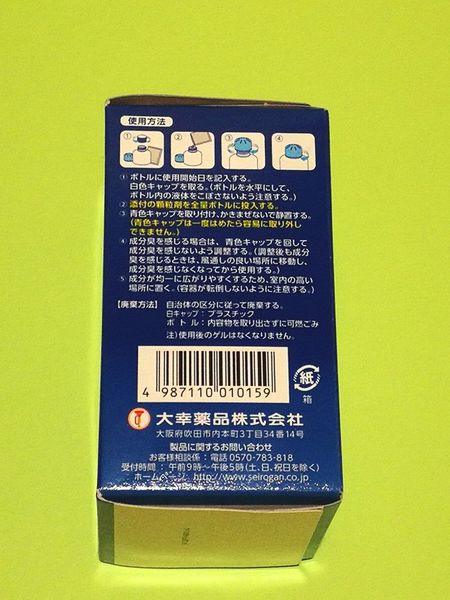 使用方法
① ② ③ ④
① ボトルに使用開始日を記入する。
白色キャップを取る。(ボトルを水平にして、
ボトル内の液体をこぼさないよう注意する。)
② 添付の顆粒剤を全量ボトルに投入する。
③ 青色キャップを取り付け、かきまぜないで静置する。
(青色キャップは一度はめたら容易に取り外し
できません。)
④ 成分臭を感じる場合は、青色キャップを回して
成分臭を感じないよう調整する。(調整後も成分
臭を感じるときは、風通しの良い場所に移動し、
成分臭を感じなくなってから使用する。)
⑤ 成分が均一に広がりやすくするため、室内の高い
場所に置く。(容器が転倒しないように注意する。)
【廃棄方法】 自治体の区分に従って廃棄する。
白キャップ:プラスチック
ボトル:内容物を取り出さずに可燃ごみ
注)使用後のゲルはなくなりません。
4 987110 010159
紙
箱
大幸薬品株式会社
大阪府吹田市内本町3丁目34番14号
製品に関するお問い合わせ
お客様相談係:電話 0570-783-818
受付時間:午前9時~午後5時(土、日、祝日を除く)
ホームページ http://www.seirogan.co.jp